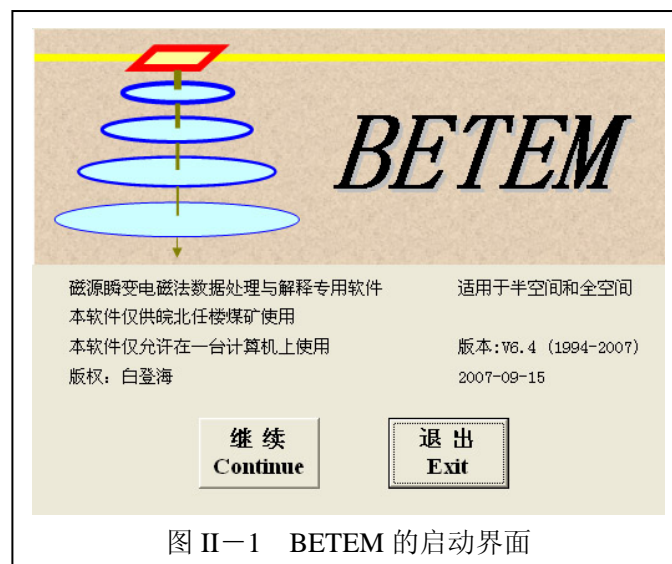 BETEM
磁源瞬变电磁法数据处理与解释专用软件 适用于半空间和全空间
本软件仅供皖北任楼煤矿使用
本软件仅允许在一台计算机上使用 版本:V6.4 (1994-2007)
版权：白登海 2007-09-15
继 续 退 出
Continue Exit
图 II－1 BETEM 的启动界面